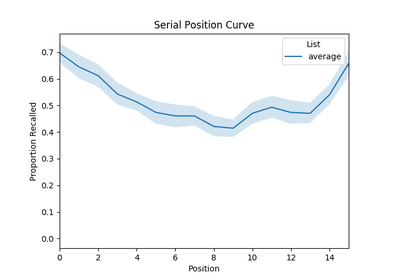 Serial Position Curve
List
average
Proportion Recalled
0.7
0.6
0.5
0.4
0.3
0.2
0.1
0.0
0 2 4 6 8 10 12 14
Position